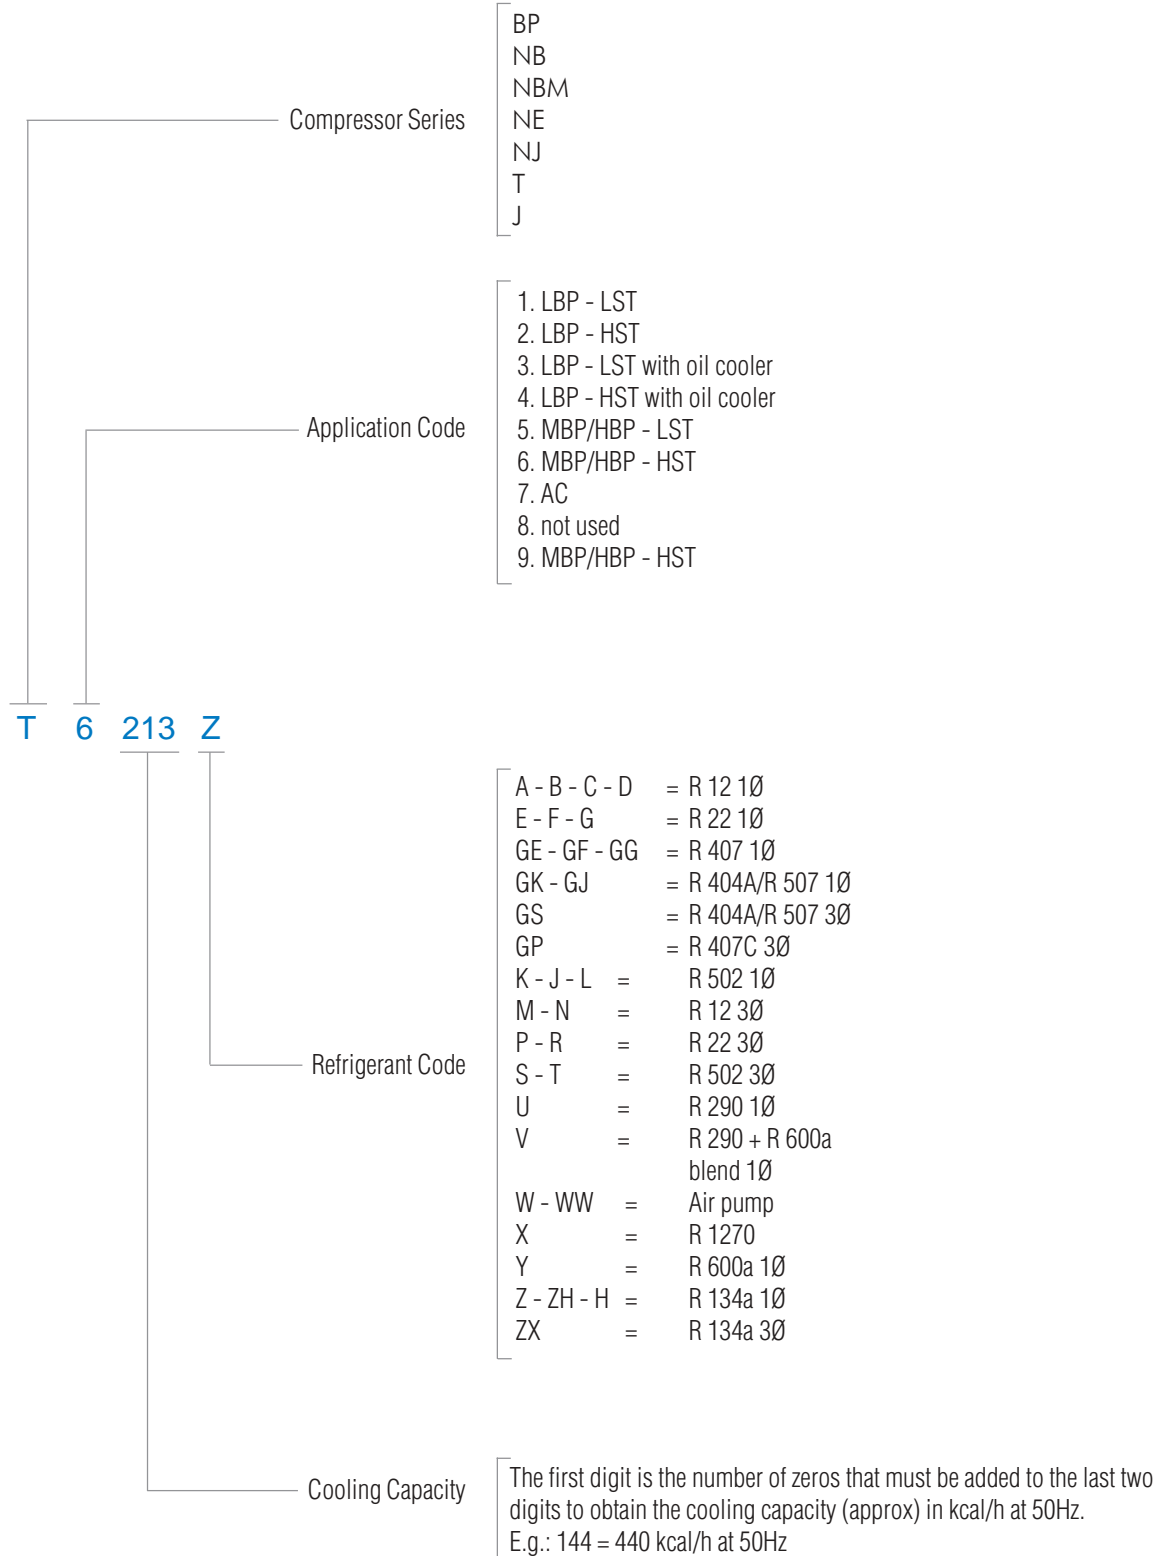 BP
NB
NBM
Compressor Series NE
NJ
T
J
1. LBP - LST
2. LBP - HST
3. LBP - LST with oil cooler
4. LBP - HST with oil cooler
Application Code 5. MBP/HBP - LST
6. MBP/HBP - HST
7. AC
8. not used
9. MBP/HBP - HST
T 6 213 Z
A - B - C - D = R 12 1Ø
E - F - G = R 22 1Ø
GE - GF - GG = R 407 1Ø
GK - GJ = R 404A/R 507 1Ø
GS = R 404A/R 507 3Ø
GP = R 407C 3Ø
K - J - L = R 502 1Ø
M - N = R 12 3Ø
P - R = R 22 3Ø
Refrigerant Code S - T = R 502 3Ø
U = R 290 1Ø
V = R 290 + R 600a
blend 1Ø
W - WW = Air pump
X = R 1270
Y = R 600a 1Ø
Z - ZH - H = R 134a 1Ø
ZX = R 134a 3Ø
The first digit is the number of zeros that must be added to the last two
Cooling Capacity digits to obtain the cooling capacity (approx) in kcal/h at 50Hz.
E.g.: 144 = 440 kcal/h at 50Hz